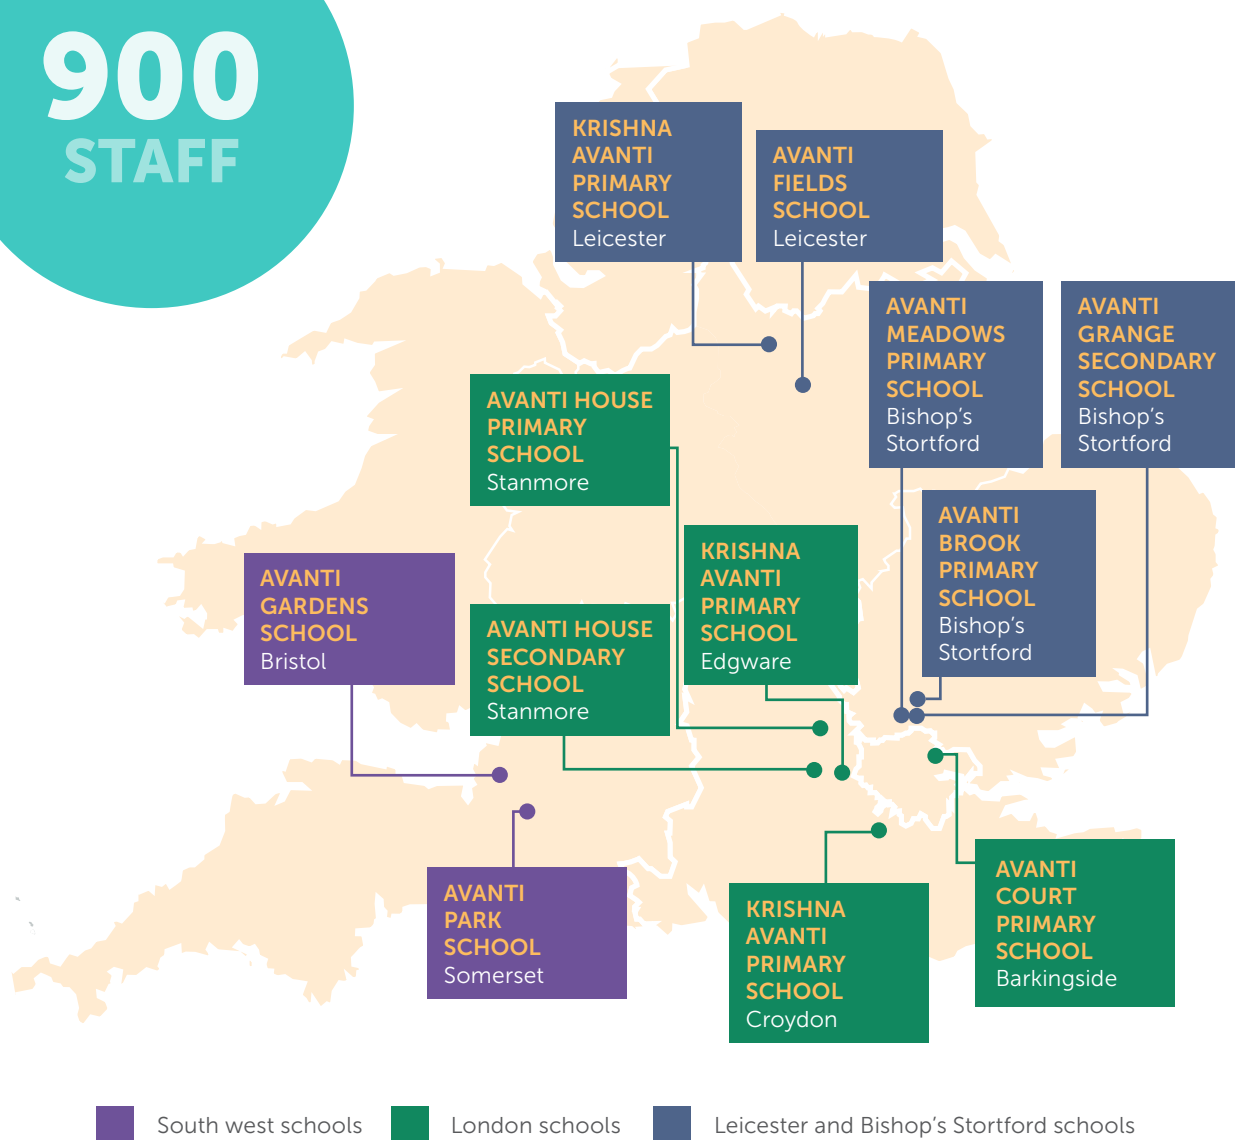 900
STAFF
KRISHNA
AVANTI
PRIMARY
SCHOOL
Leicester
AVANTI
FIELDS
SCHOOL
Leicester
AVANTI
MEADOWS
PRIMARY
SCHOOL
Bishop's
Stortford
AVANTI
GRANGE
SECONDARY
SCHOOL
Bishop's
Stortford
AVANTI HOUSE
PRIMARY
SCHOOL
Stanmore
AVANTI
BROOK
PRIMARY
SCHOOL
Bishop's
Stortford
KRISHNA
AVANTI
PRIMARY
SCHOOL
Edgware
AVANTI
GARDENS
SCHOOL
Bristol
AVANTI HOUSE
SECONDARY
SCHOOL
Stanmore
AVANTI
PARK
SCHOOL
Somerset
KRISHNA
AVANTI
PRIMARY
SCHOOL
Croydon
AVANTI
COURT
PRIMARY
SCHOOL
Barkingside
South west schools
London schools
Leicester and Bishop's Stortford schools